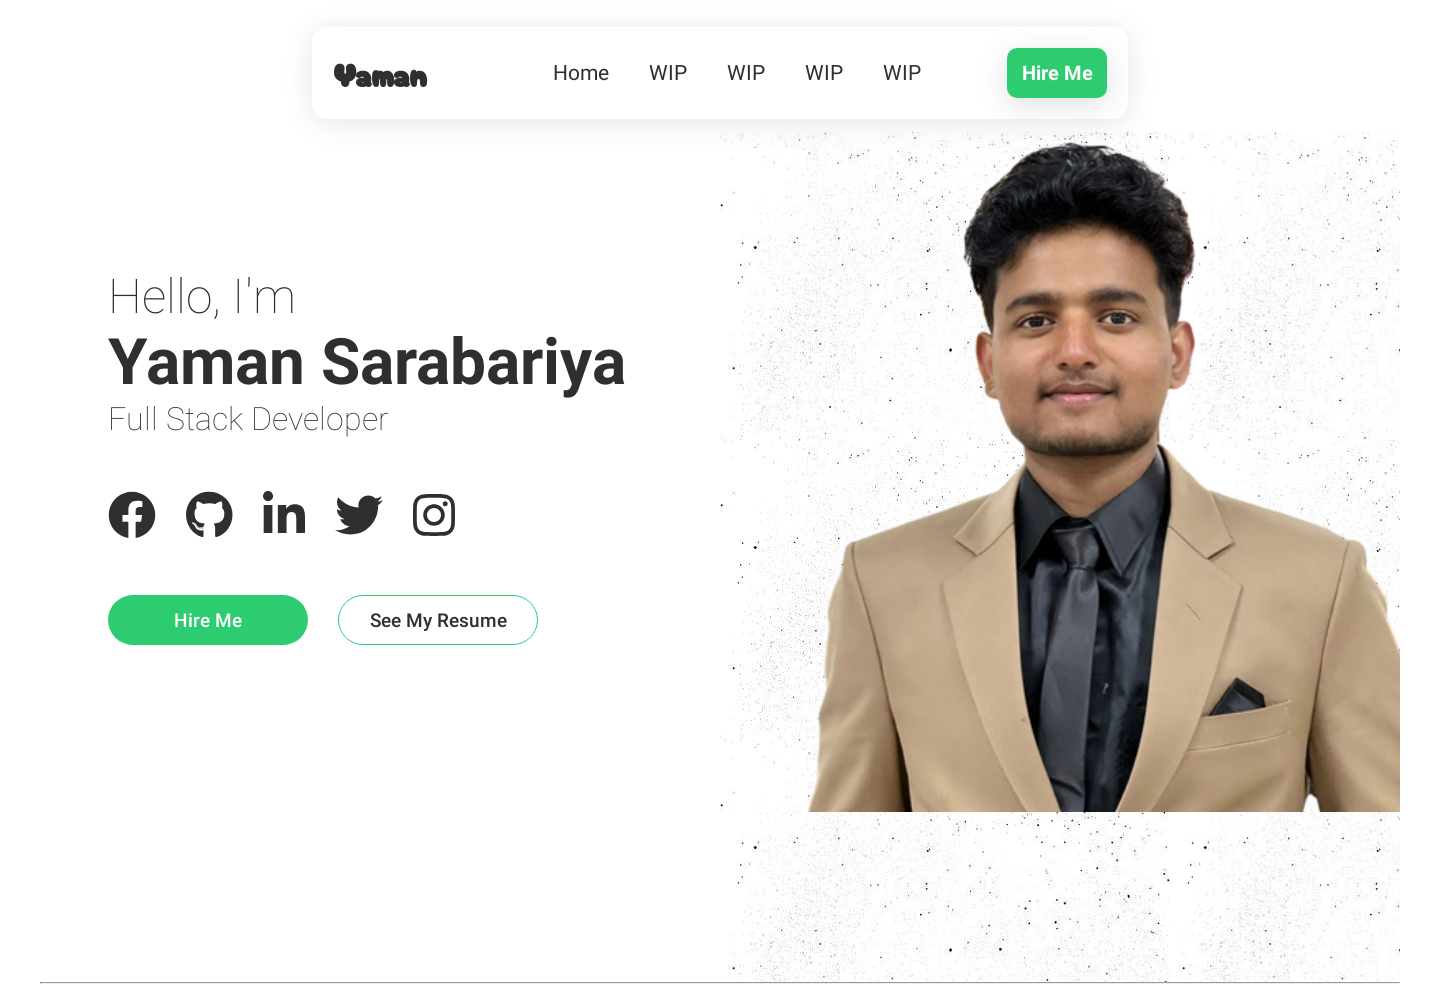 Yaman
Home WIP WIP WIP WIP
Hire Me
Hello, I'm
Yaman Sarabariya
Full Stack Developer
Hire Me
See My Resume